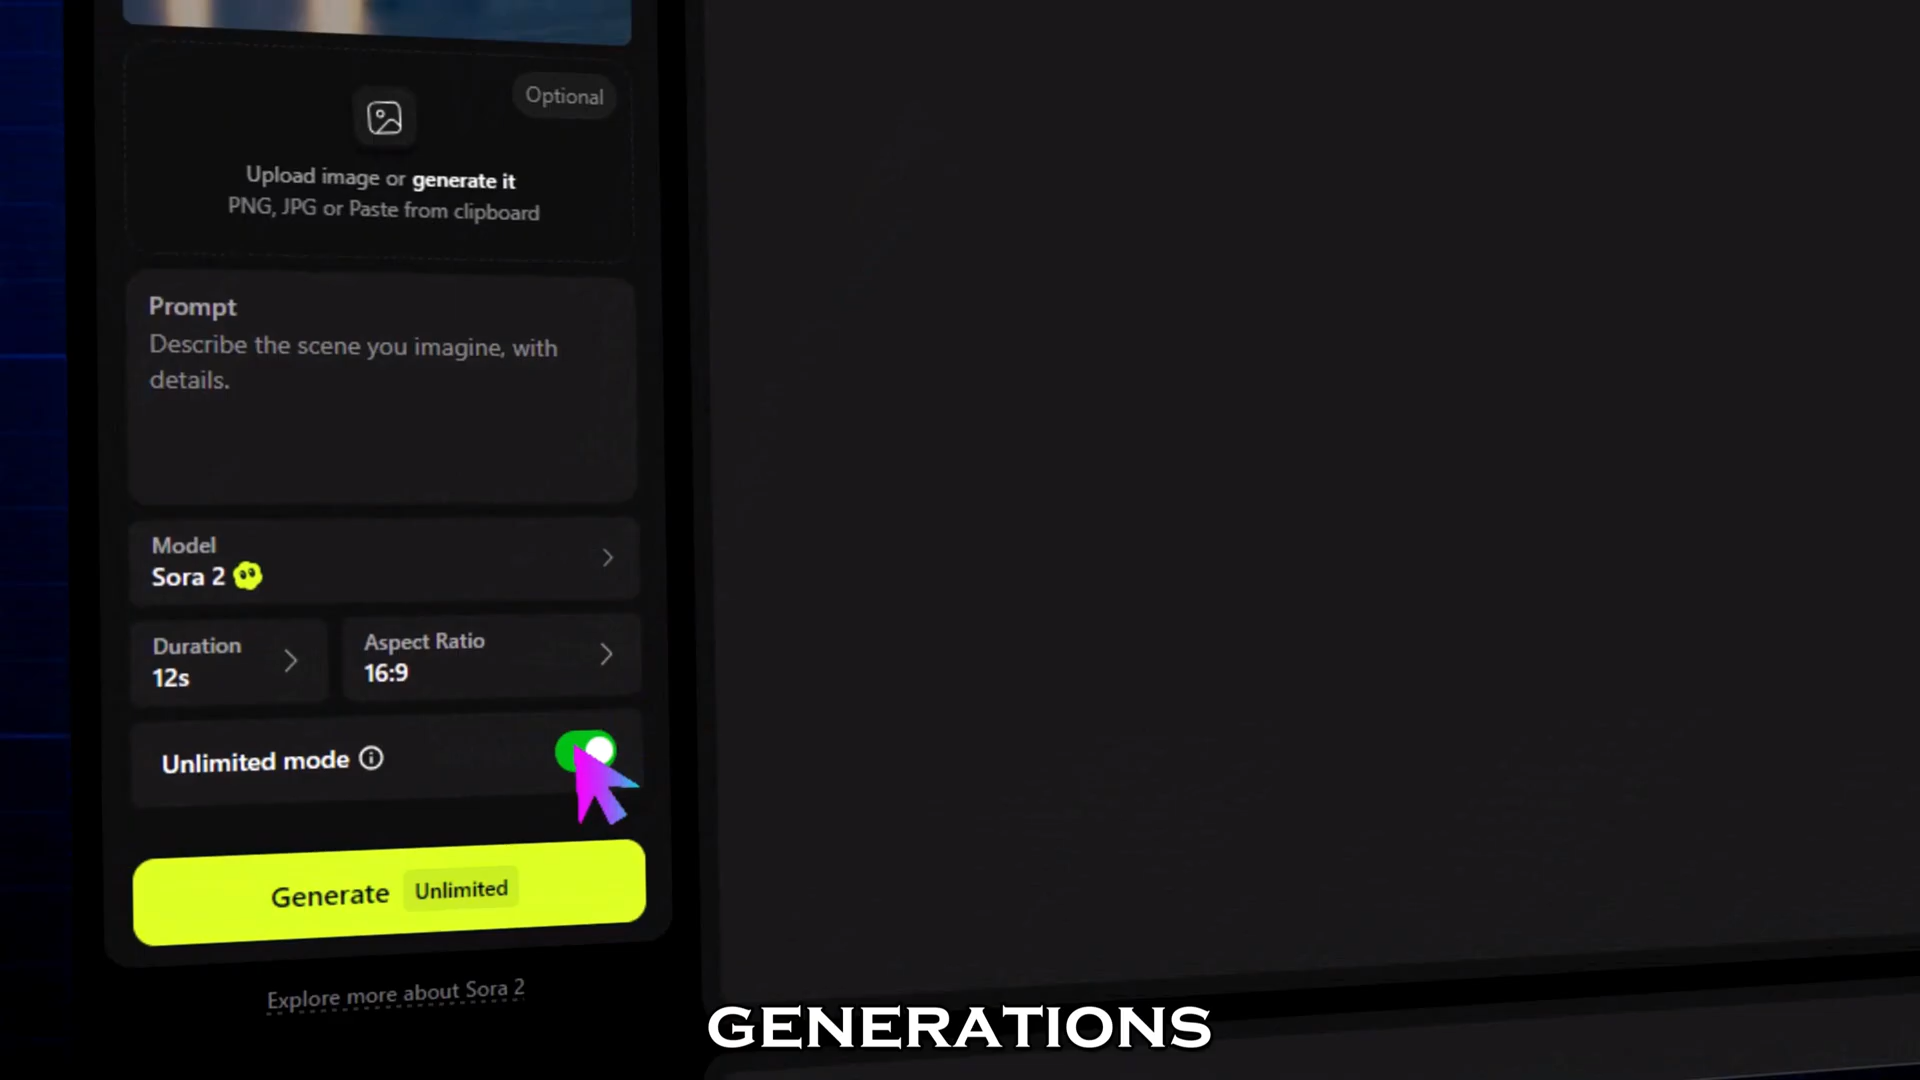 Optional
Upload image or generate it
PNG, JPG or Paste from clipboard
Prompt
Describe the scene you imagine, with
details.
Model
Sora 2
Duration
12s
Aspect Ratio
16:9
Unlimited mode
Generate Unlimited
Explore more about Sora 2
GENERATIONS